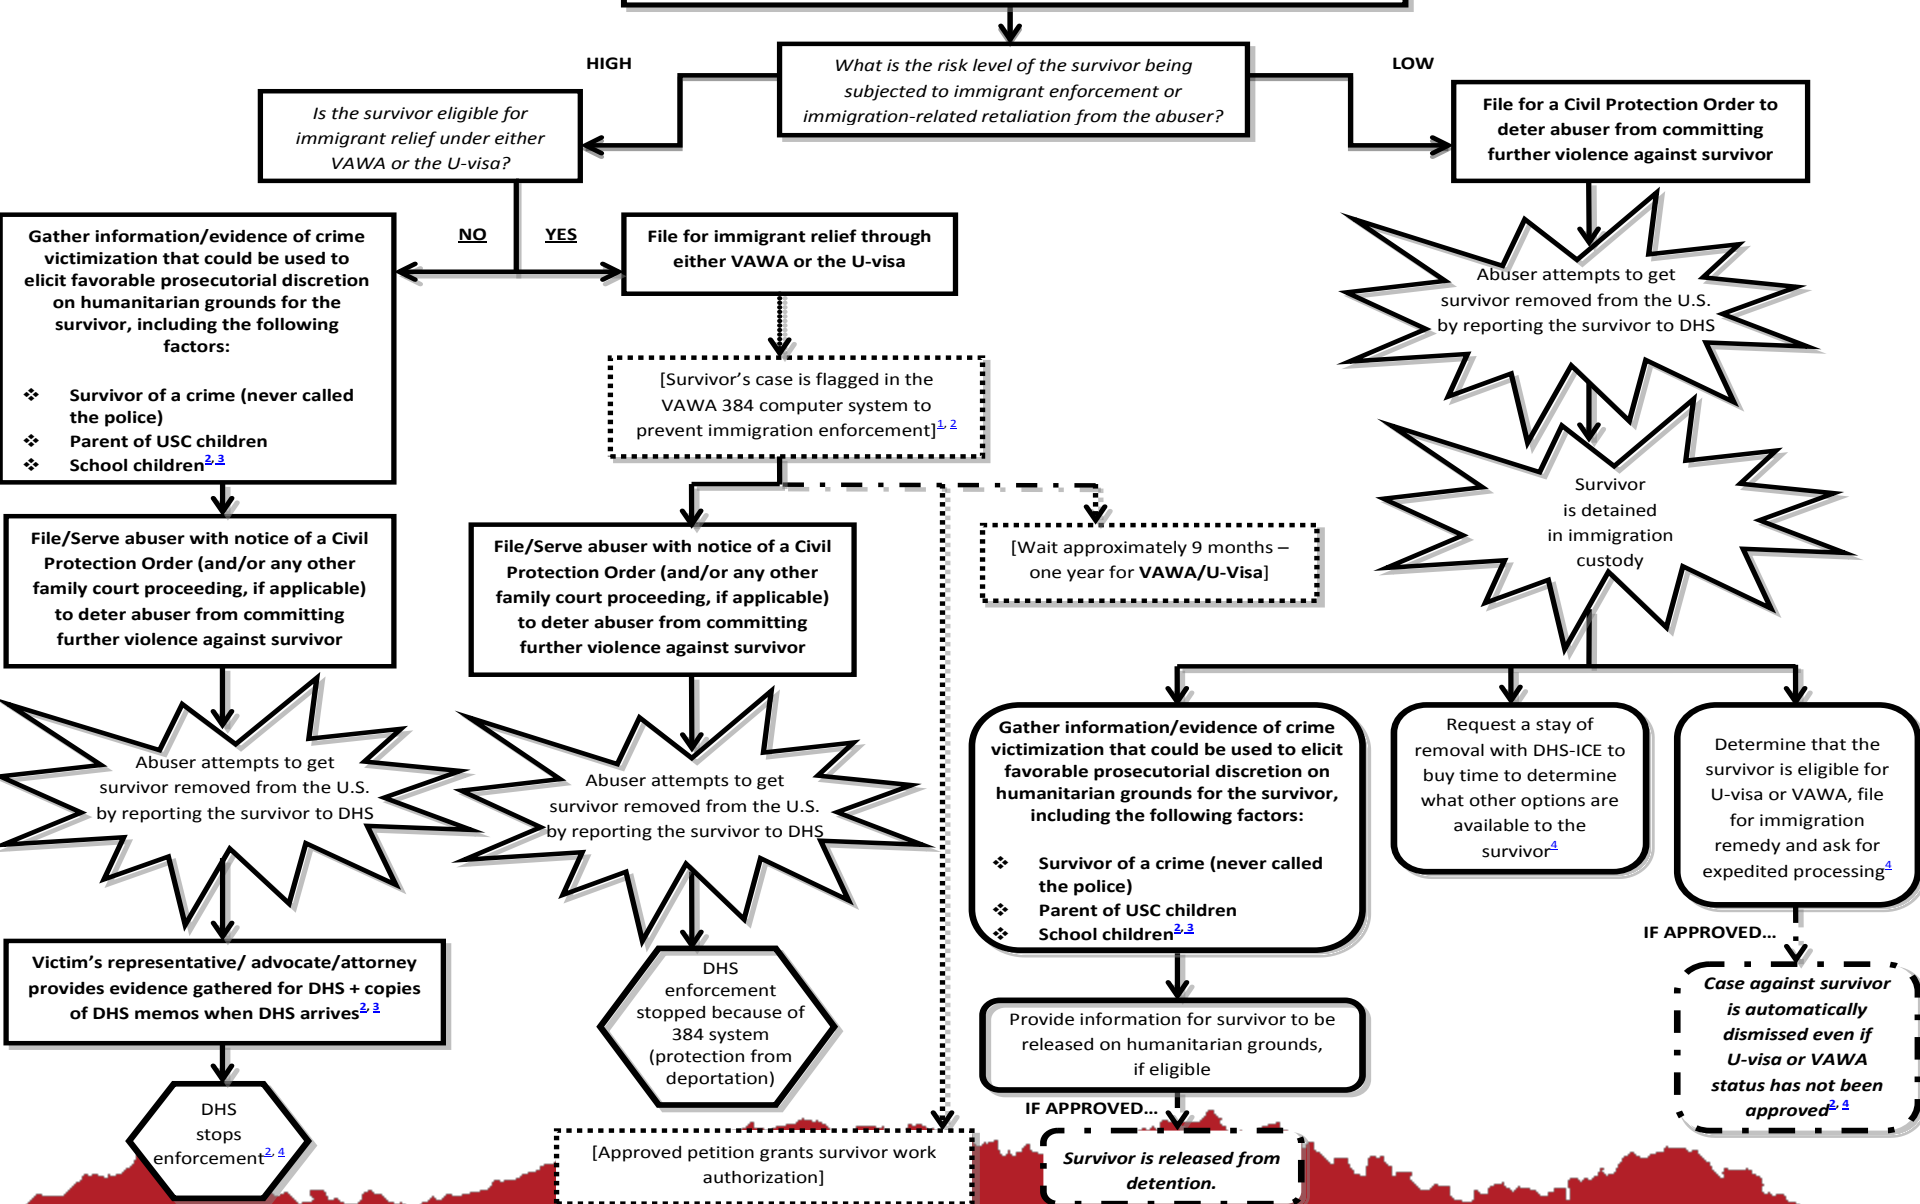 HIGH
What is the risk level of the survivor being
subjected to immigrant enforcement or
immigration-related retaliation from the abuser?
LOW
Is the survivor eligible for
immigrant relief under either
VAWA or the U-visa?
File for a Civil Protection Order to
deter abuser from committing
further violence against survivor
NO
YES
Gather information/evidence of crime
victimization that could be used to
elicit favorable prosecutorial discretion
on humanitarian grounds for the
survivor, including the following
factors:
❖ Survivor of a crime (never called
the police)
❖ Parent of USC children
❖ School children2, 3
File for immigrant relief through
either VAWA or the U-visa
[Survivor's case is flagged in the
VAWA 384 computer system to
prevent immigration enforcement]1, 2
Abuser attempts to get
survivor removed from the U.S.
by reporting the survivor to DHS
Survivor
is detained
in immigration
custody
File/Serve abuser with notice of a Civil
Protection Order (and/or any other
family court proceeding, if applicable)
to deter abuser from committing
further violence against survivor
File/Serve abuser with notice of a Civil
Protection Order (and/or any other
family court proceeding, if applicable)
to deter abuser from committing
further violence against survivor
[Wait approximately 9 months –
one year for VAWA/U-Visa]
Abuser attempts to get
survivor removed from the U.S.
by reporting the survivor to DHS
Abuser attempts to get
survivor removed from the U.S.
by reporting the survivor to DHS
Gather information/evidence of crime
victimization that could be used to elicit
favorable prosecutorial discretion on
humanitarian grounds for the survivor,
including the following factors:
❖ Survivor of a crime (never called
the police)
❖ Parent of USC children
❖ School children2, 3
Request a stay of
removal with DHS-ICE to
buy time to determine
what other options are
available to the
survivor4
Determine that the
survivor is eligible for
U-visa or VAWA, file
for immigration
remedy and ask for
expedited processing4
Victim's representative/ advocate/attorney
provides evidence gathered for DHS + copies
of DHS memos when DHS arrives2, 3
DHS
enforcement
stopped because of
384 system
(protection from
deportation)
Provide information for survivor to be
released on humanitarian grounds,
if eligible
IF APPROVED...
Case against survivor
is automatically
dismissed even if
U-visa or VAWA
status has not been
approved2, 4
DHS
stops
enforcement2, 4
[Approved petition grants survivor work
authorization]
IF APPROVED...
Survivor is released from
detention.